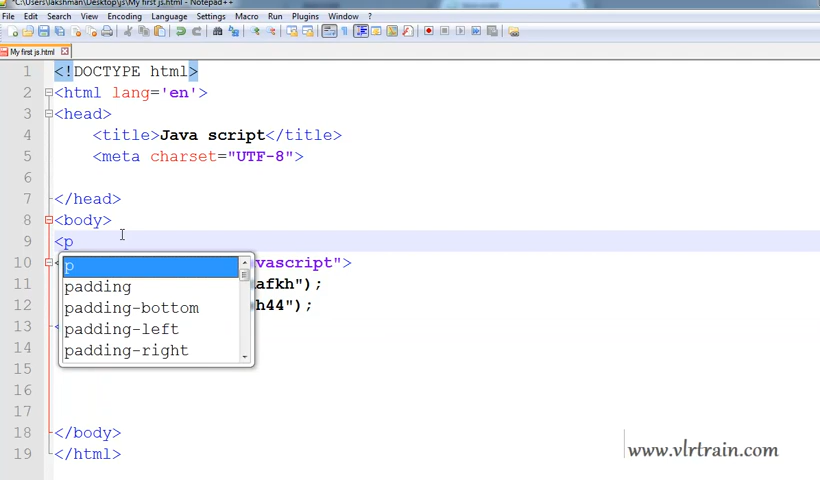 *C:\Users\lakshman\Desktop\js\My first js.html - Notepad++
File Edit Search View Encoding Language Settings Macro Run Plugins Window ?
My first js.html
1 <!DOCTYPE html>
2 <html lang='en'>
3 <head>
4 <title>Java script</title>
5 <meta charset="UTF-8">
6
7 </head>
8 <body>
9 <p
10 vascript">
11 afkh");
12 h44");
13 <
p
padding
padding-bottom
padding-left
padding-right
15
16
17
18 </body>
19 </html>
www.vlrtrain.com